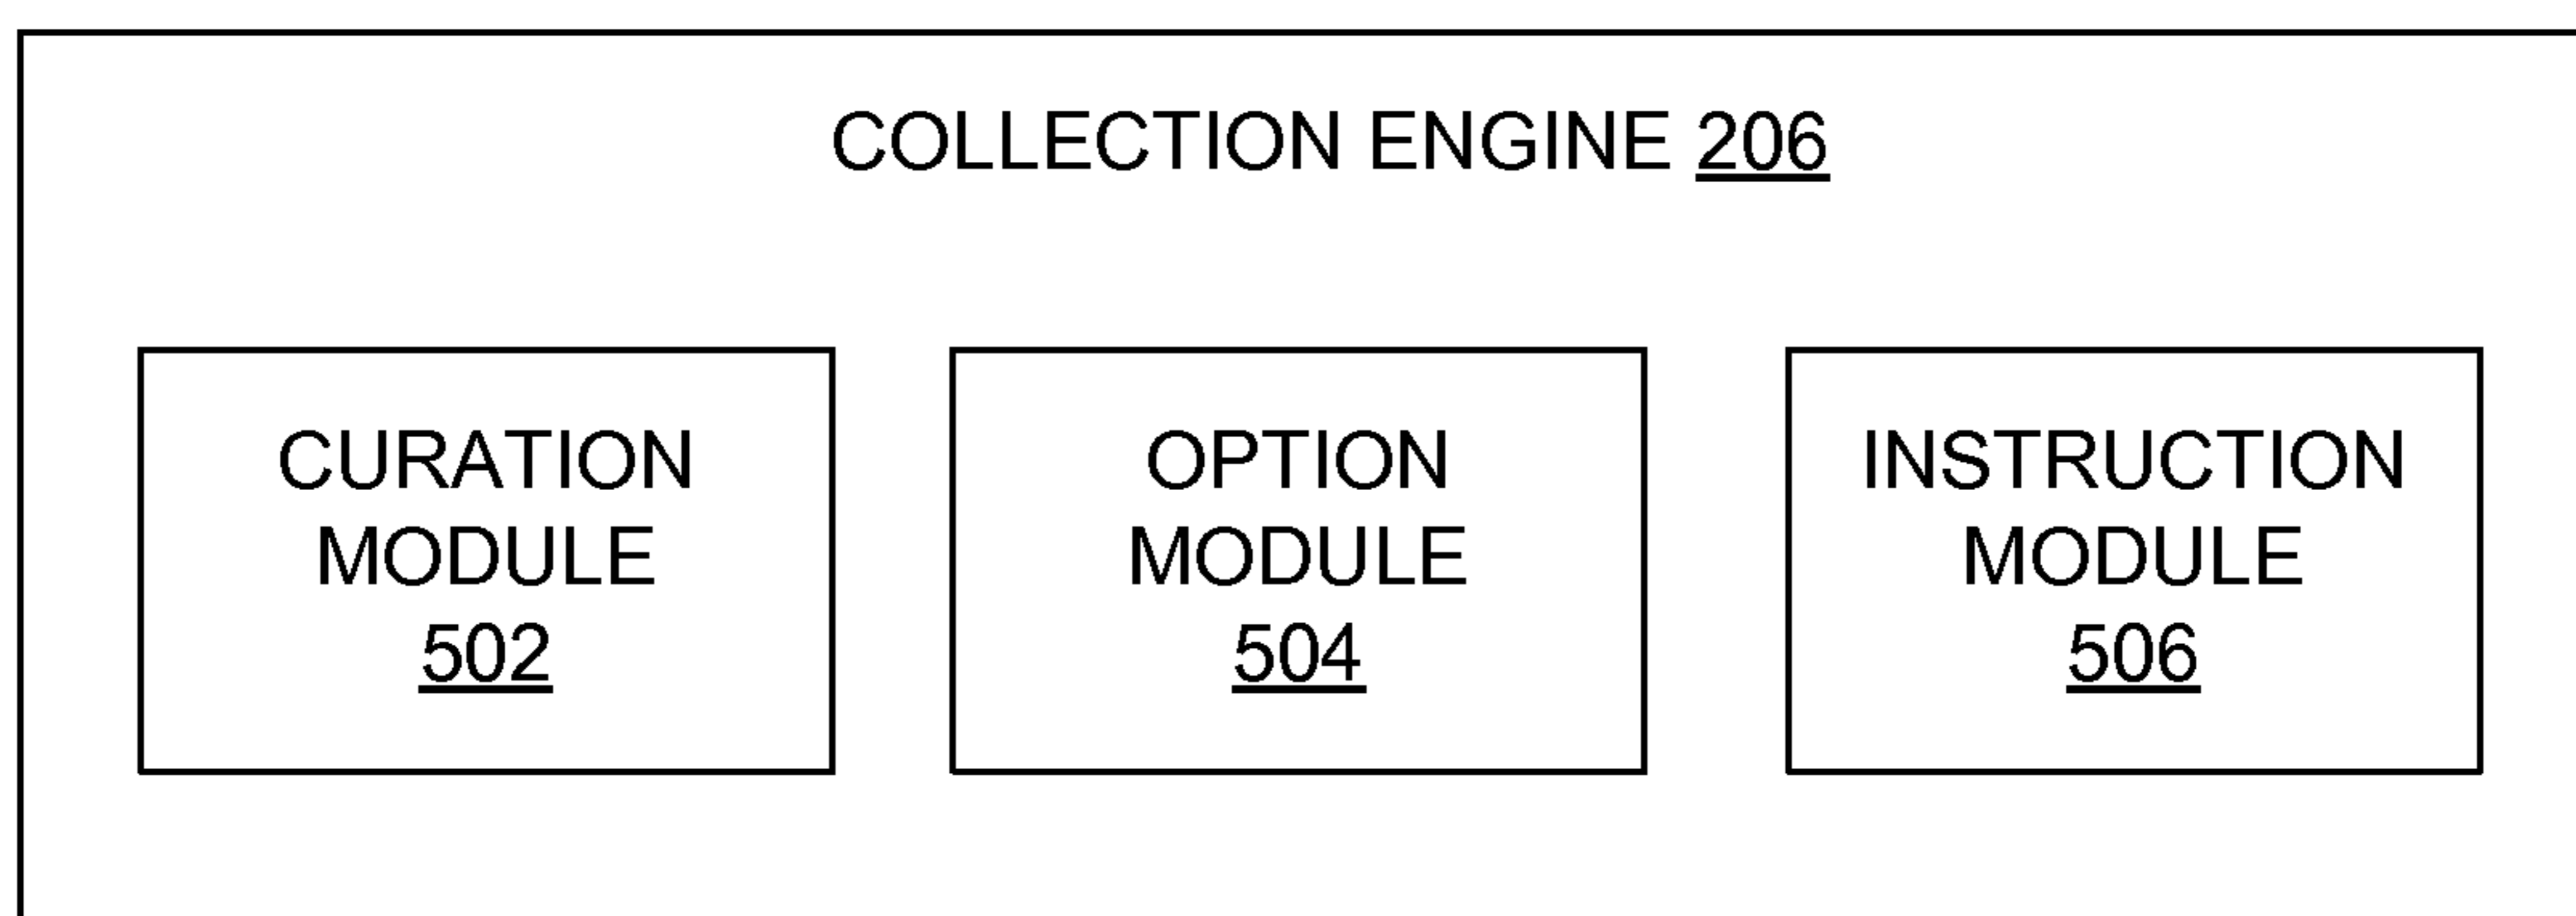 COLLECTION ENGINE 206
CURATION
MODULE
502
OPTION
MODULE
504
INSTRUCTION
MODULE
506